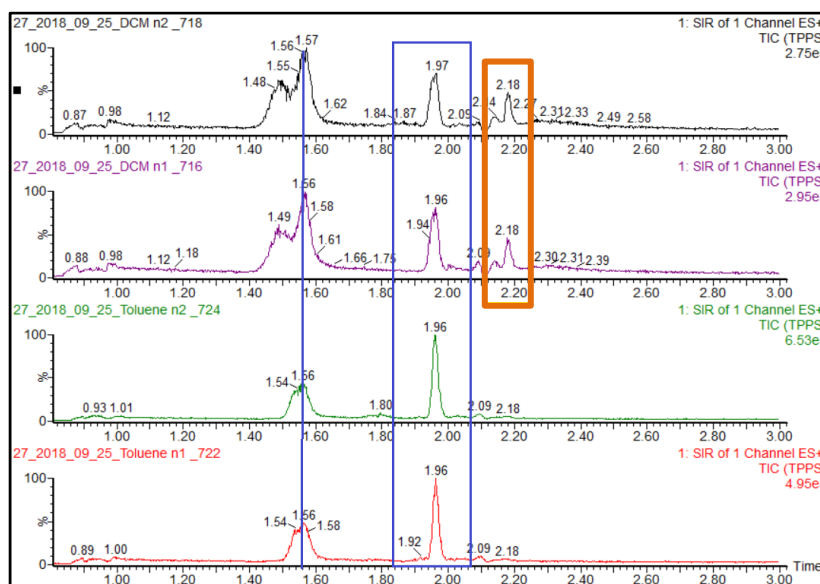 27_2018_09_25_DCM n2 _718
1: SIR of 1 Channel ES+
TIC (TPPS
2.75e
100
%
0
0.87 0.98 1.12 1.48 1.55 1.56 1.57 1.62 1.84 1.87 1.97 2.09 2.18 2.27 2.31 2.33 2.49 2.58
1.00 1.20 1.40 1.60 1.80 2.00 2.20 2.40 2.60 2.80 3.00
27_2018_09_25_DCM n1 _716
1: SIR of 1 Channel ES+
TIC (TPPS
2.95e
100
%
0
0.88 0.98 1.12 1.18 1.49 1.56 1.58 1.61 1.66 1.75 1.94 1.96 2.09 2.18 2.30 2.31 2.39
1.00 1.20 1.40 1.60 1.80 2.00 2.20 2.40 2.60 2.80 3.00
27_2018_09_25_Toluene n2 _724
1: SIR of 1 Channel ES+
TIC (TPPS
6.53e
100
%
0
0.93 1.01 1.54 1.56 1.80 1.96 2.09 2.18
1.00 1.20 1.40 1.60 1.80 2.00 2.20 2.40 2.60 2.80 3.00
27_2018_09_25_Toluene n1 _722
1: SIR of 1 Channel ES+
TIC (TPPS
4.95e
100
%
0
0.89 1.00 1.54 1.56 1.58 1.92 1.96 2.09 2.18
Time
1.00 1.20 1.40 1.60 1.80 2.00 2.20 2.40 2.60 2.80 3.00